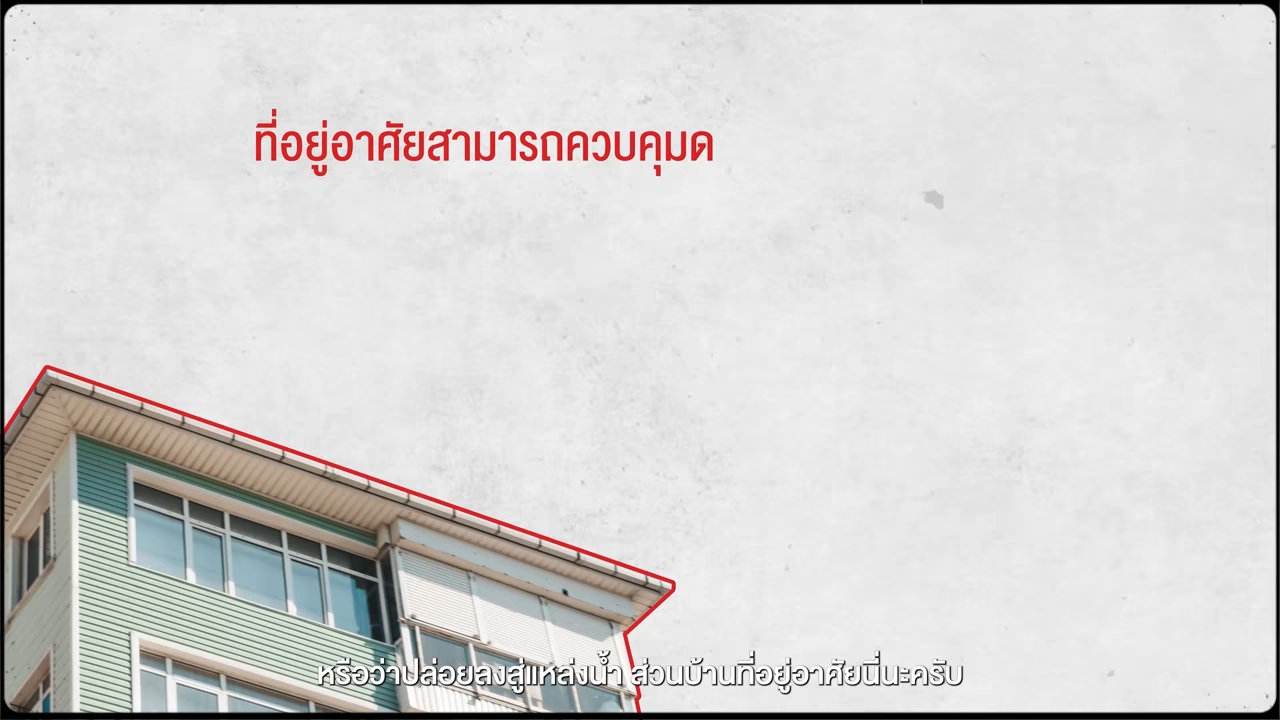 ที่อยู่อาศัยสามารถควบคุมด
หรือว่าปล่อยลงสู่แหล่งน้ำ ส่วนบ้านที่อยู่อาศัยนี่นะครับ